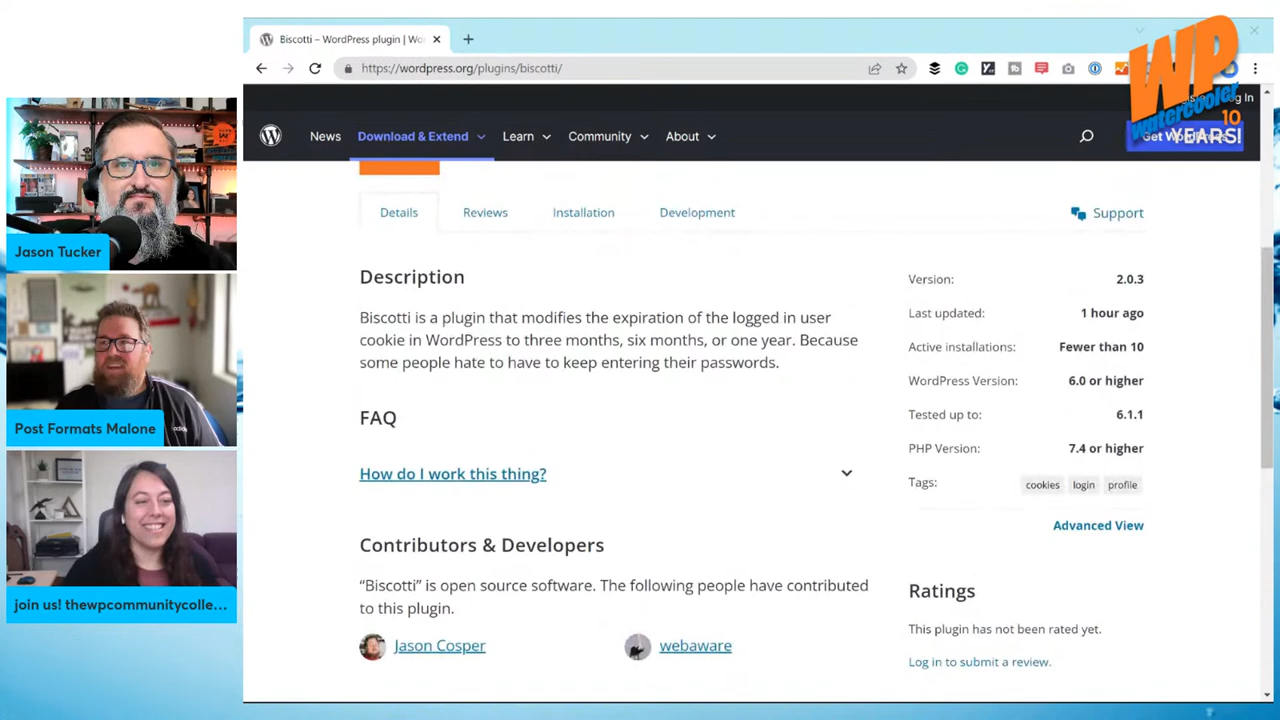 Biscotti – WordPress plugin | Wo
https://wordpress.org/plugins/biscotti/
WP
watercooler
10
YEARS!
Log In
News
Download & Extend
Learn
Community
About
Get
Details
Reviews
Installation
Development
Support
Jason Tucker
Description
Biscotti is a plugin that modifies the expiration of the logged in user
cookie in WordPress to three months, six months, or one year. Because
some people hate to have to keep entering their passwords.
Version: 2.0.3
Last updated: 1 hour ago
Active installations: Fewer than 10
WordPress Version: 6.0 or higher
Tested up to: 6.1.1
PHP Version: 7.4 or higher
Tags: cookies login profile
Advanced View
Post Formats Malone
FAQ
How do I work this thing?
Contributors & Developers
“Biscotti” is open source software. The following people have contributed
to this plugin.
Jason Cosper
webaware
Ratings
This plugin has not been rated yet.
Log in to submit a review.
join us! thewpcommunitycolle...